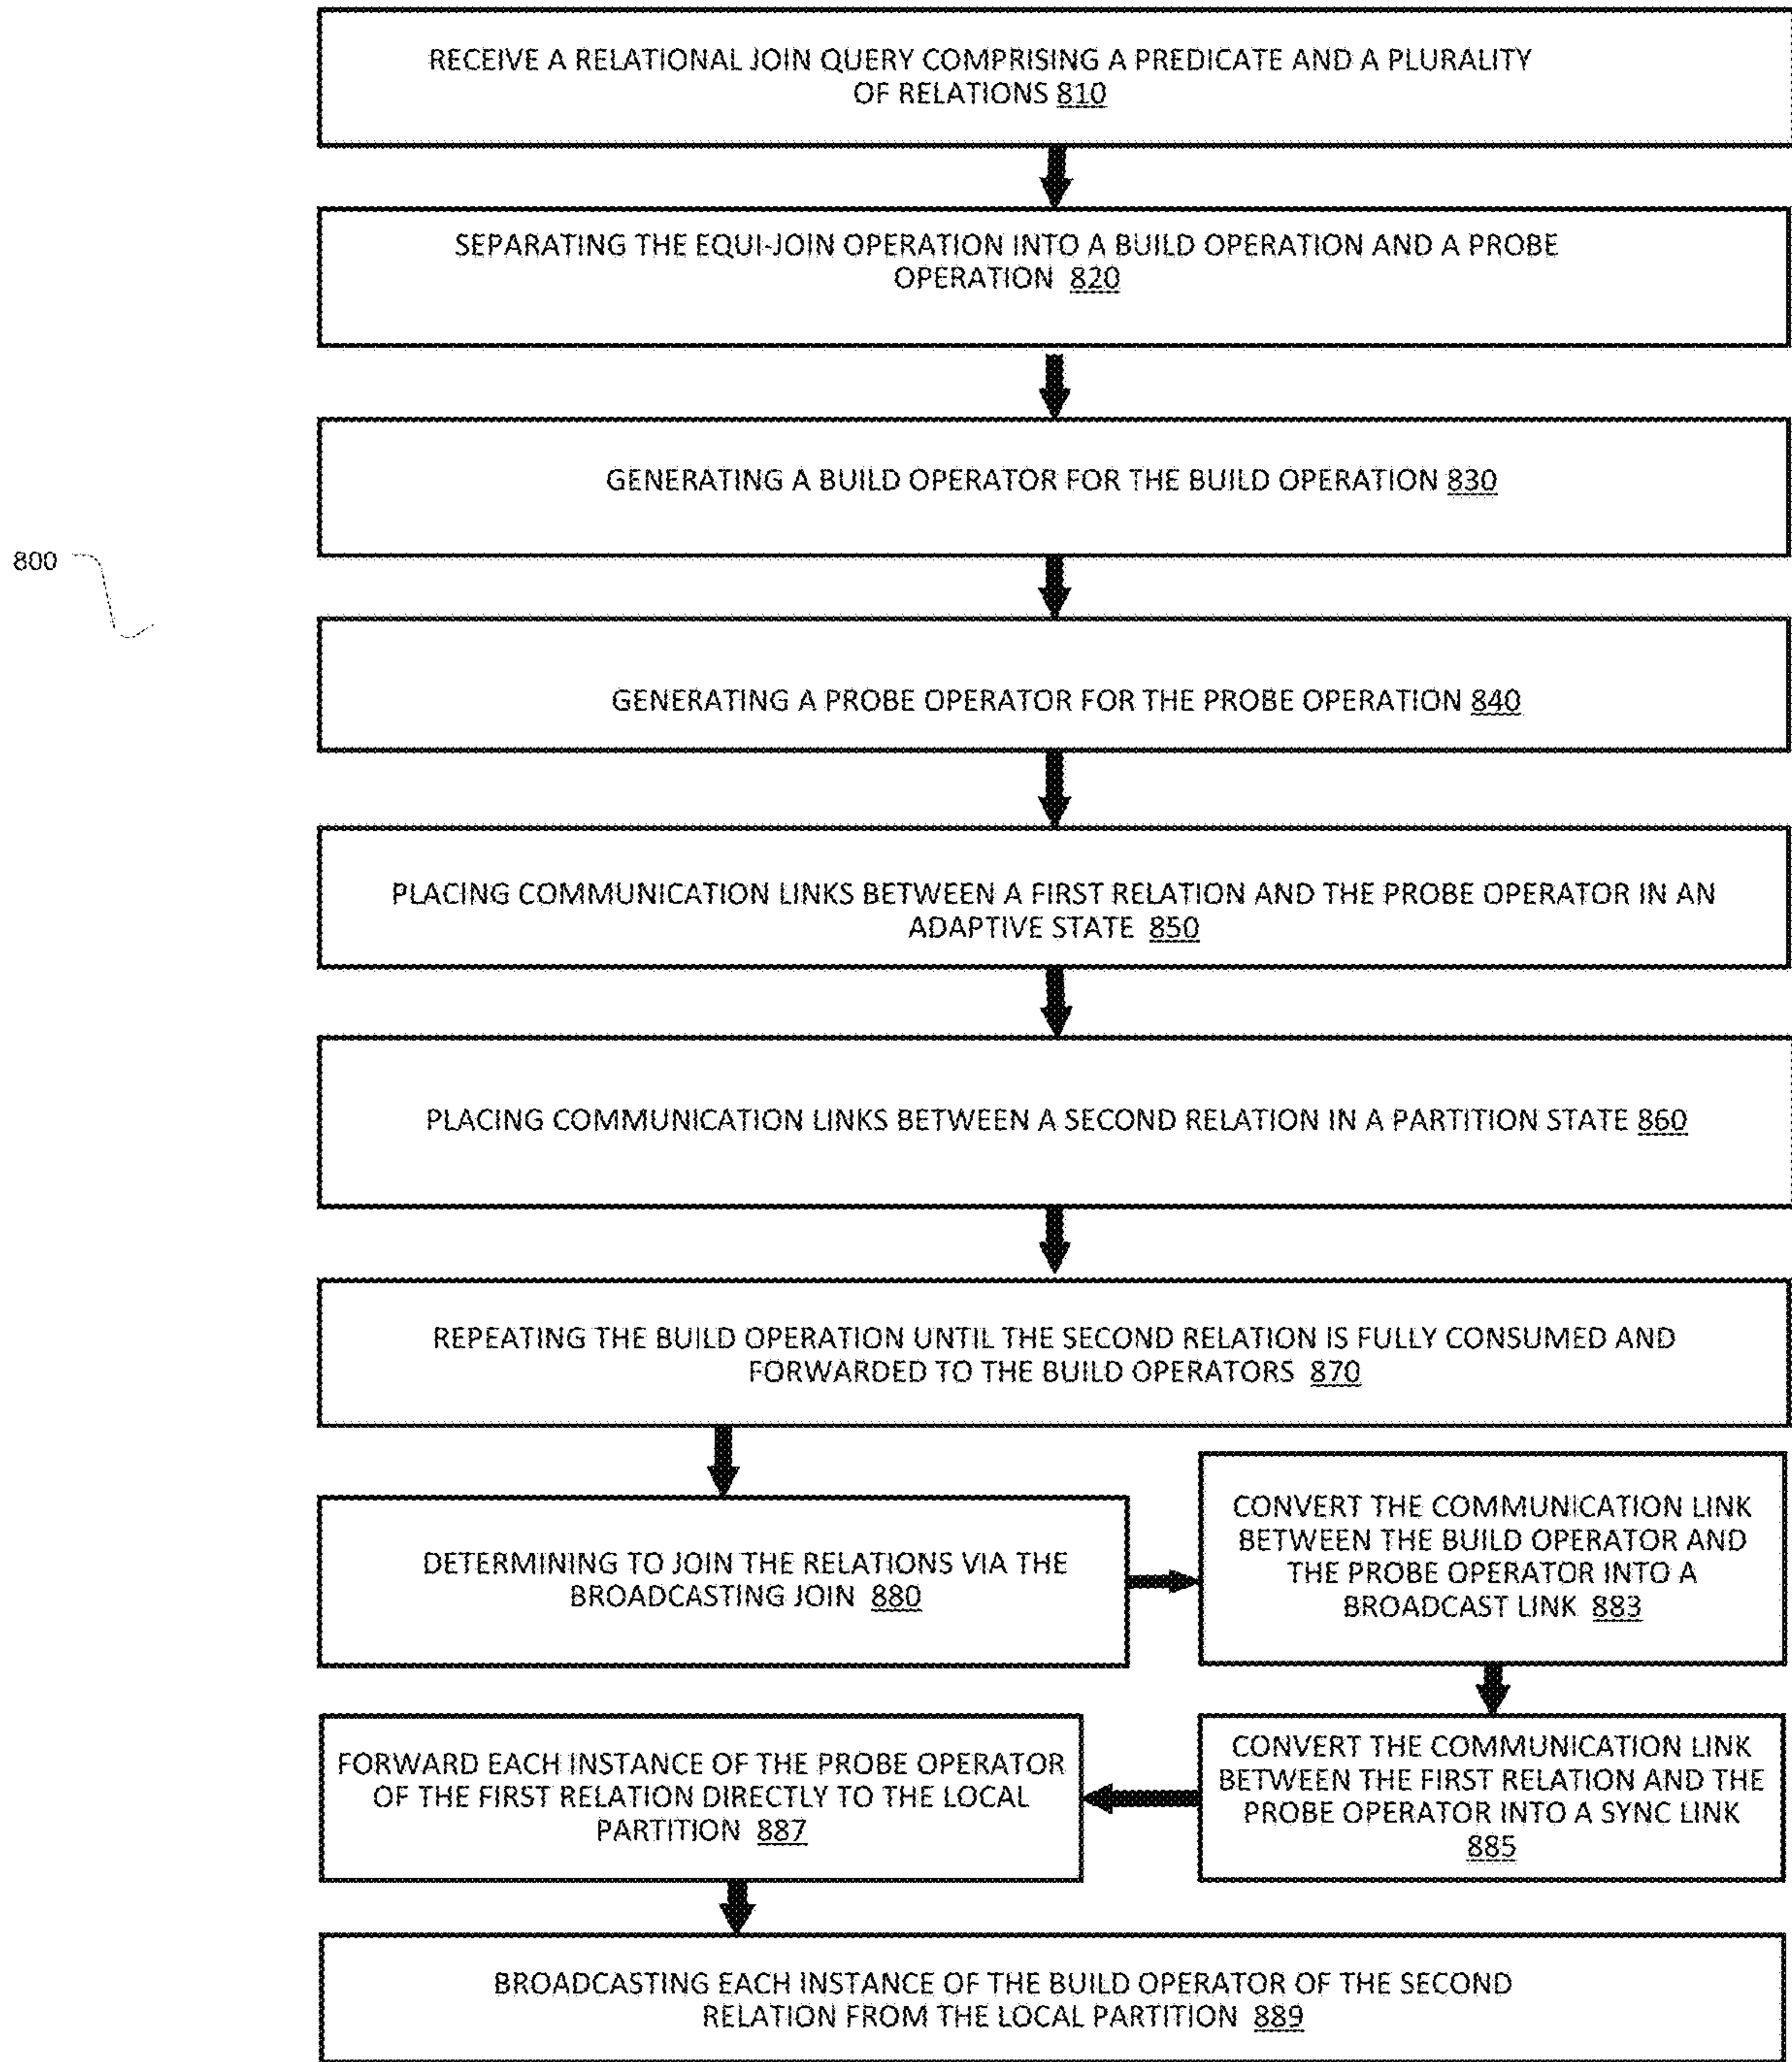 RECEIVE A RELATIONAL JOIN QUERY COMPRISING A PREDICATE AND A PLURALITY
OF RELATIONS 810
SEPARATING THE EQUI-JOIN OPERATION INTO A BUILD OPERATION AND A PROBE
OPERATION 820
GENERATING A BUILD OPERATOR FOR THE BUILD OPERATION 830
800
GENERATING A PROBE OPERATOR FOR THE PROBE OPERATION 840
PLACING COMMUNICATION LINKS BETWEEN A FIRST RELATION AND THE PROBE OPERATOR IN AN
ADAPTIVE STATE 850
PLACING COMMUNICATION LINKS BETWEEN A SECOND RELATION IN A PARTITION STATE 860
REPEATING THE BUILD OPERATION UNTIL THE SECOND RELATION IS FULLY CONSUMED AND
FORWARDED TO THE BUILD OPERATORS 870
DETERMINING TO JOIN THE RELATIONS VIA THE
BROADCASTING JOIN 880
CONVERT THE COMMUNICATION LINK
BETWEEN THE BUILD OPERATOR AND
THE PROBE OPERATOR INTO A
BROADCAST LINK 883
CONVERT THE COMMUNICATION LINK
BETWEEN THE FIRST RELATION AND THE
PROBE OPERATOR INTO A SYNC LINK
885
FORWARD EACH INSTANCE OF THE PROBE OPERATOR
OF THE FIRST RELATION DIRECTLY TO THE LOCAL
PARTITION 887
BROADCASTING EACH INSTANCE OF THE BUILD OPERATOR OF THE SECOND
RELATION FROM THE LOCAL PARTITION 889